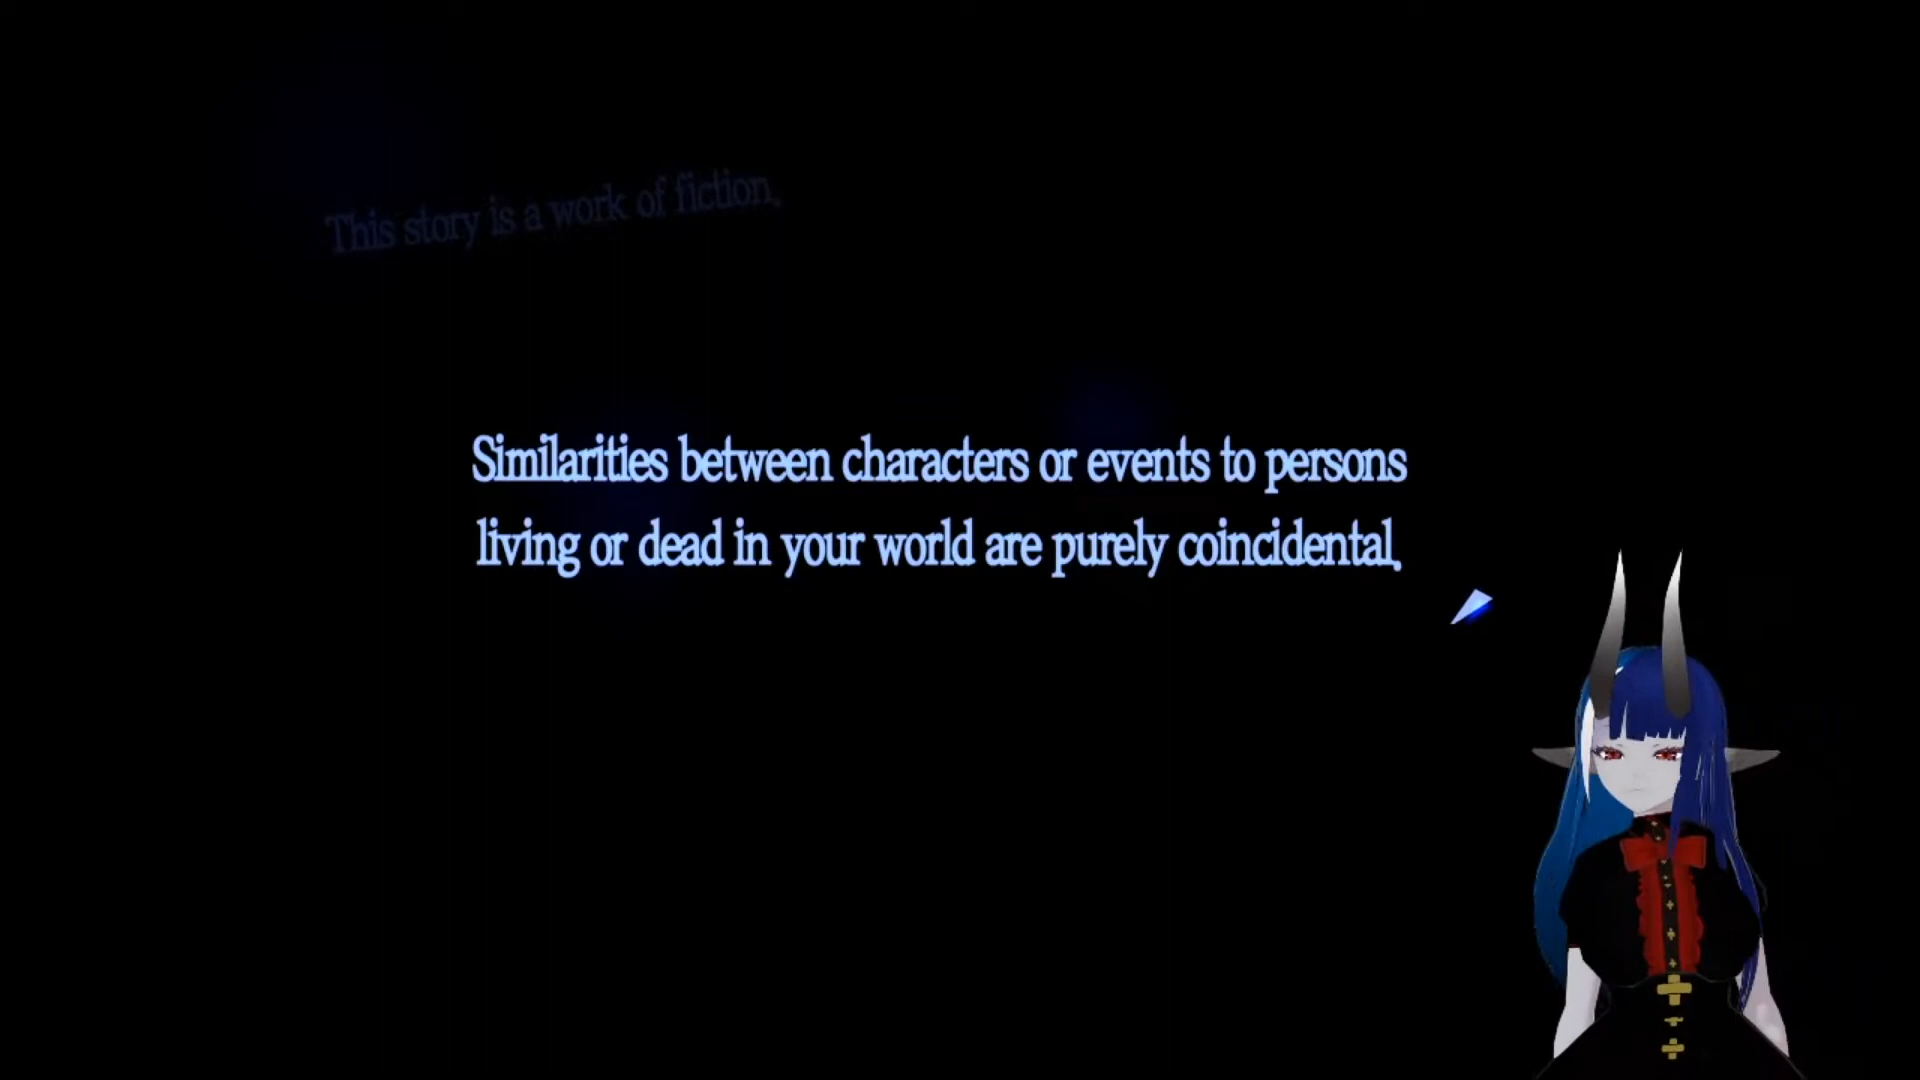 This story is a work of fiction.
Similarities between characters or events to persons
living or dead in your world are purely coincidental.